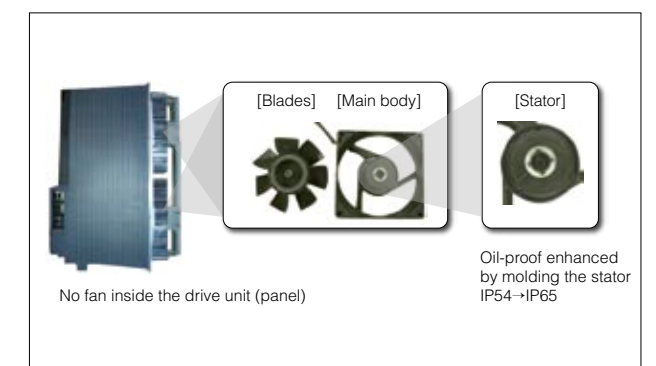 [Blades] [Main body]
[Stator]
No fan inside the drive unit (panel)
Oil-proof enhanced
by molding the stator
IP54→IP65